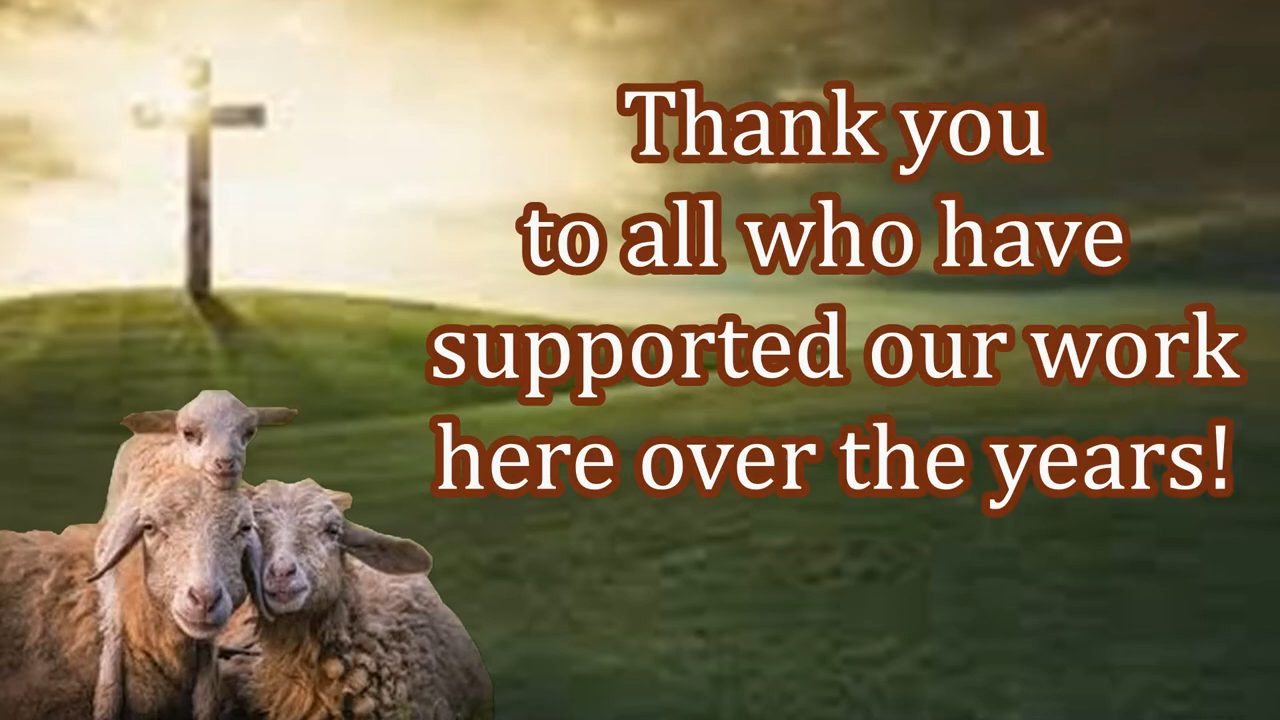 Thank you
to all who have
supported our work
here over the years!